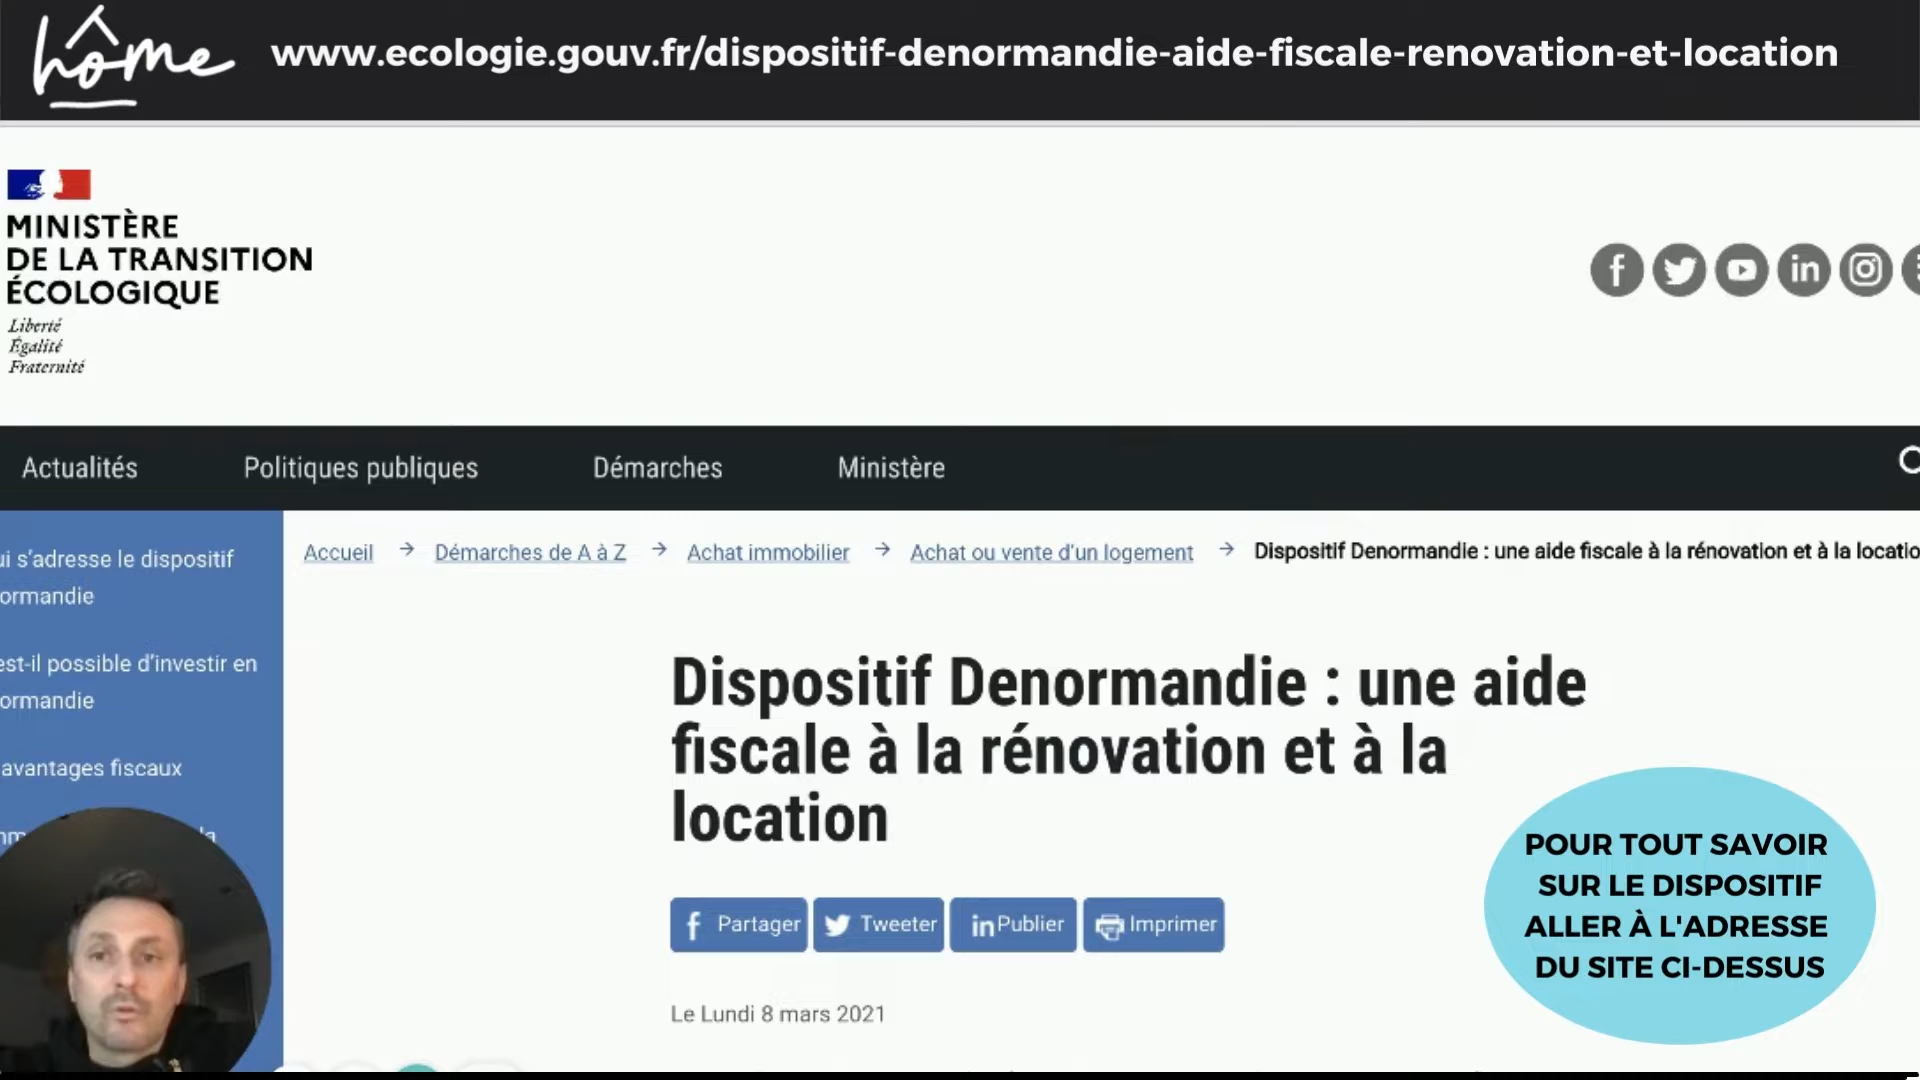 hôme
www.ecologie.gouv.fr/dispositif-denormandie-aide-fiscale-renovation-et-location
MINISTÈRE
DE LA TRANSITION
ÉCOLOGIQUE
Liberté
Égalité
Fraternité
Actualités
Politiques publiques
Démarches
Ministère
s'adresse le dispositif
ormandie
est-il possible d'investir en
ormandie
avantages fiscaux
Accueil → Démarches de A à Z → Achat immobilier → Achat ou vente d'un logement → Dispositif Denormandie : une aide fiscale à la rénovation et à la locatio
Dispositif Denormandie : une aide
fiscale à la rénovation et à la
location
Partager
Tweeter
Publier
Imprimer
Le Lundi 8 mars 2021
POUR TOUT SAVOIR
SUR LE DISPOSITIF
ALLER À L'ADRESSE
DU SITE CI-DESSUS